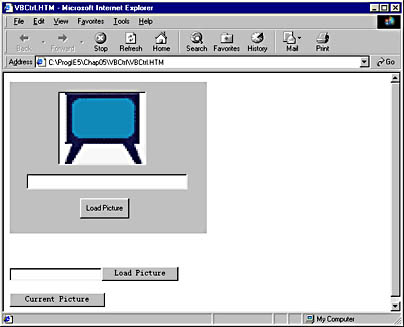 VBCtrl.HTM - Microsoft Internet Explorer
File Edit View Favorites Tools Help
Back Forward Stop Refresh Home Search Favorites History Mail Print
Address C:\ProgIE5\Chap05\VBCtrl\VBCtrl.HTM Go
Load Picture
Load Picture
Current Picture
My Computer